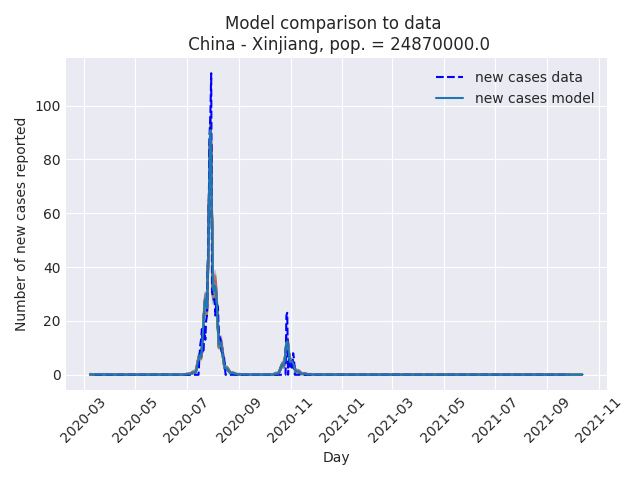 Model comparison to data
China - Xinjiang, pop. = 24870000.0
new cases data
new cases model
Number of new cases reported
100
80
60
40
20
0
2020-03
2020-05
2020-07
2020-09
2020-11
2021-01
2021-03
2021-05
2021-07
2021-09
2021-11
Day